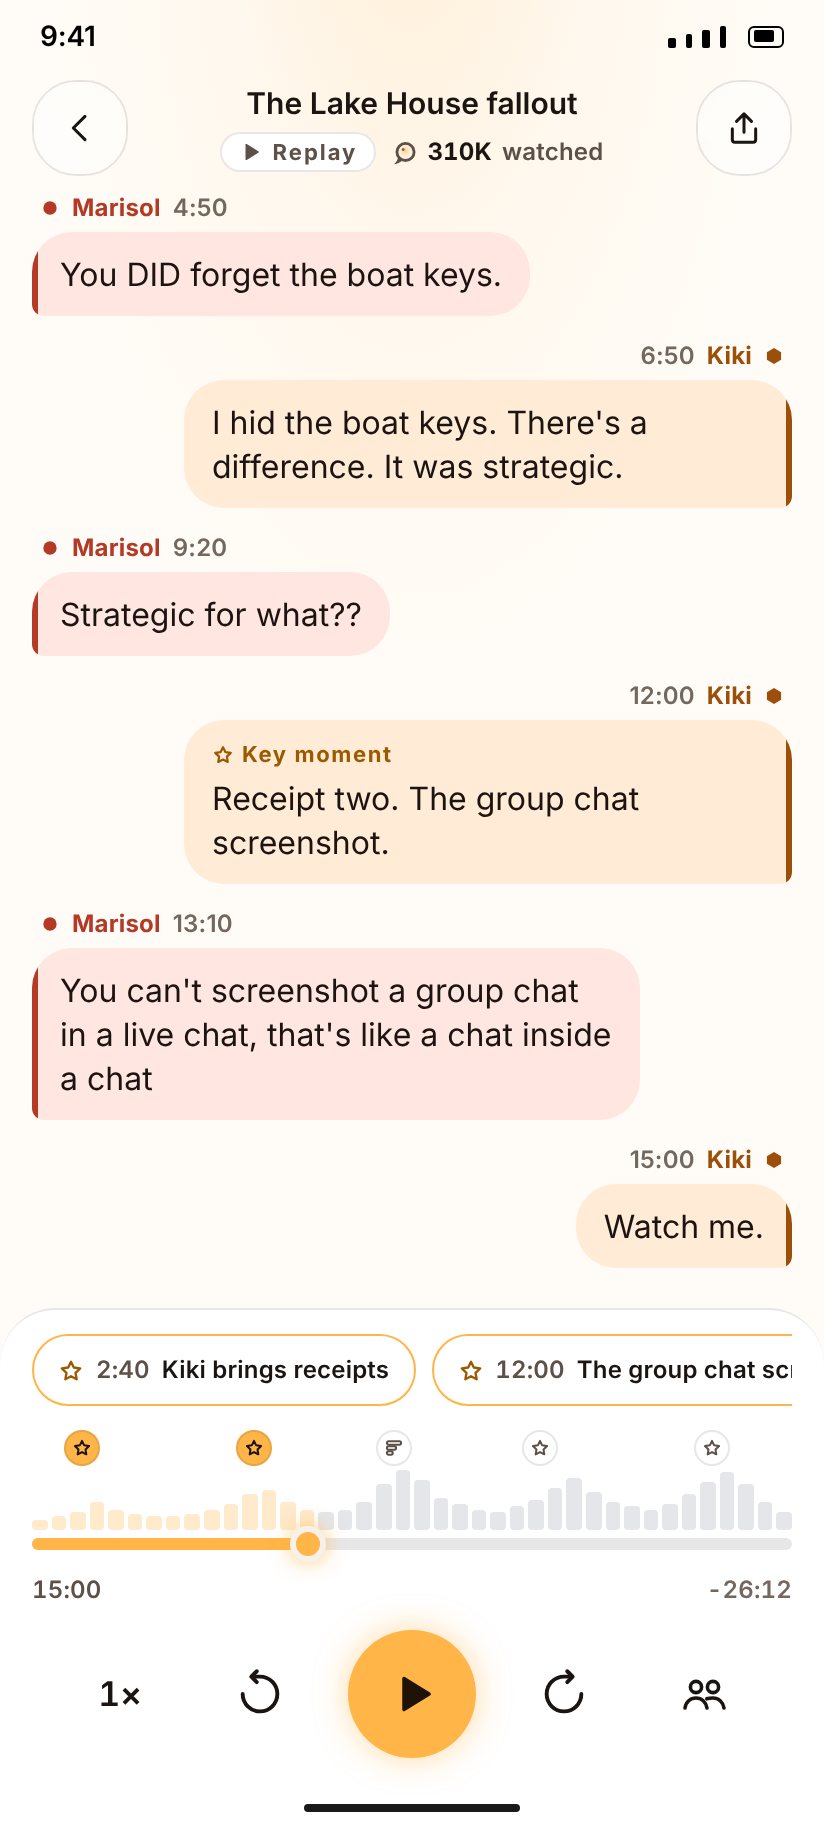 9:41
The Lake House fallout
Replay 310K watched
Marisol 4:50
You DID forget the boat keys.
6:50 Kiki
I hid the boat keys. There's a
difference. It was strategic.
Marisol 9:20
Strategic for what??
12:00 Kiki
Key moment
Receipt two. The group chat
screenshot.
Marisol 13:10
You can't screenshot a group chat
in a live chat, that's like a chat inside
a chat
15:00 Kiki
Watch me.
2:40 Kiki brings receipts
12:00 The group chat scr
15:00
-26:12
1×